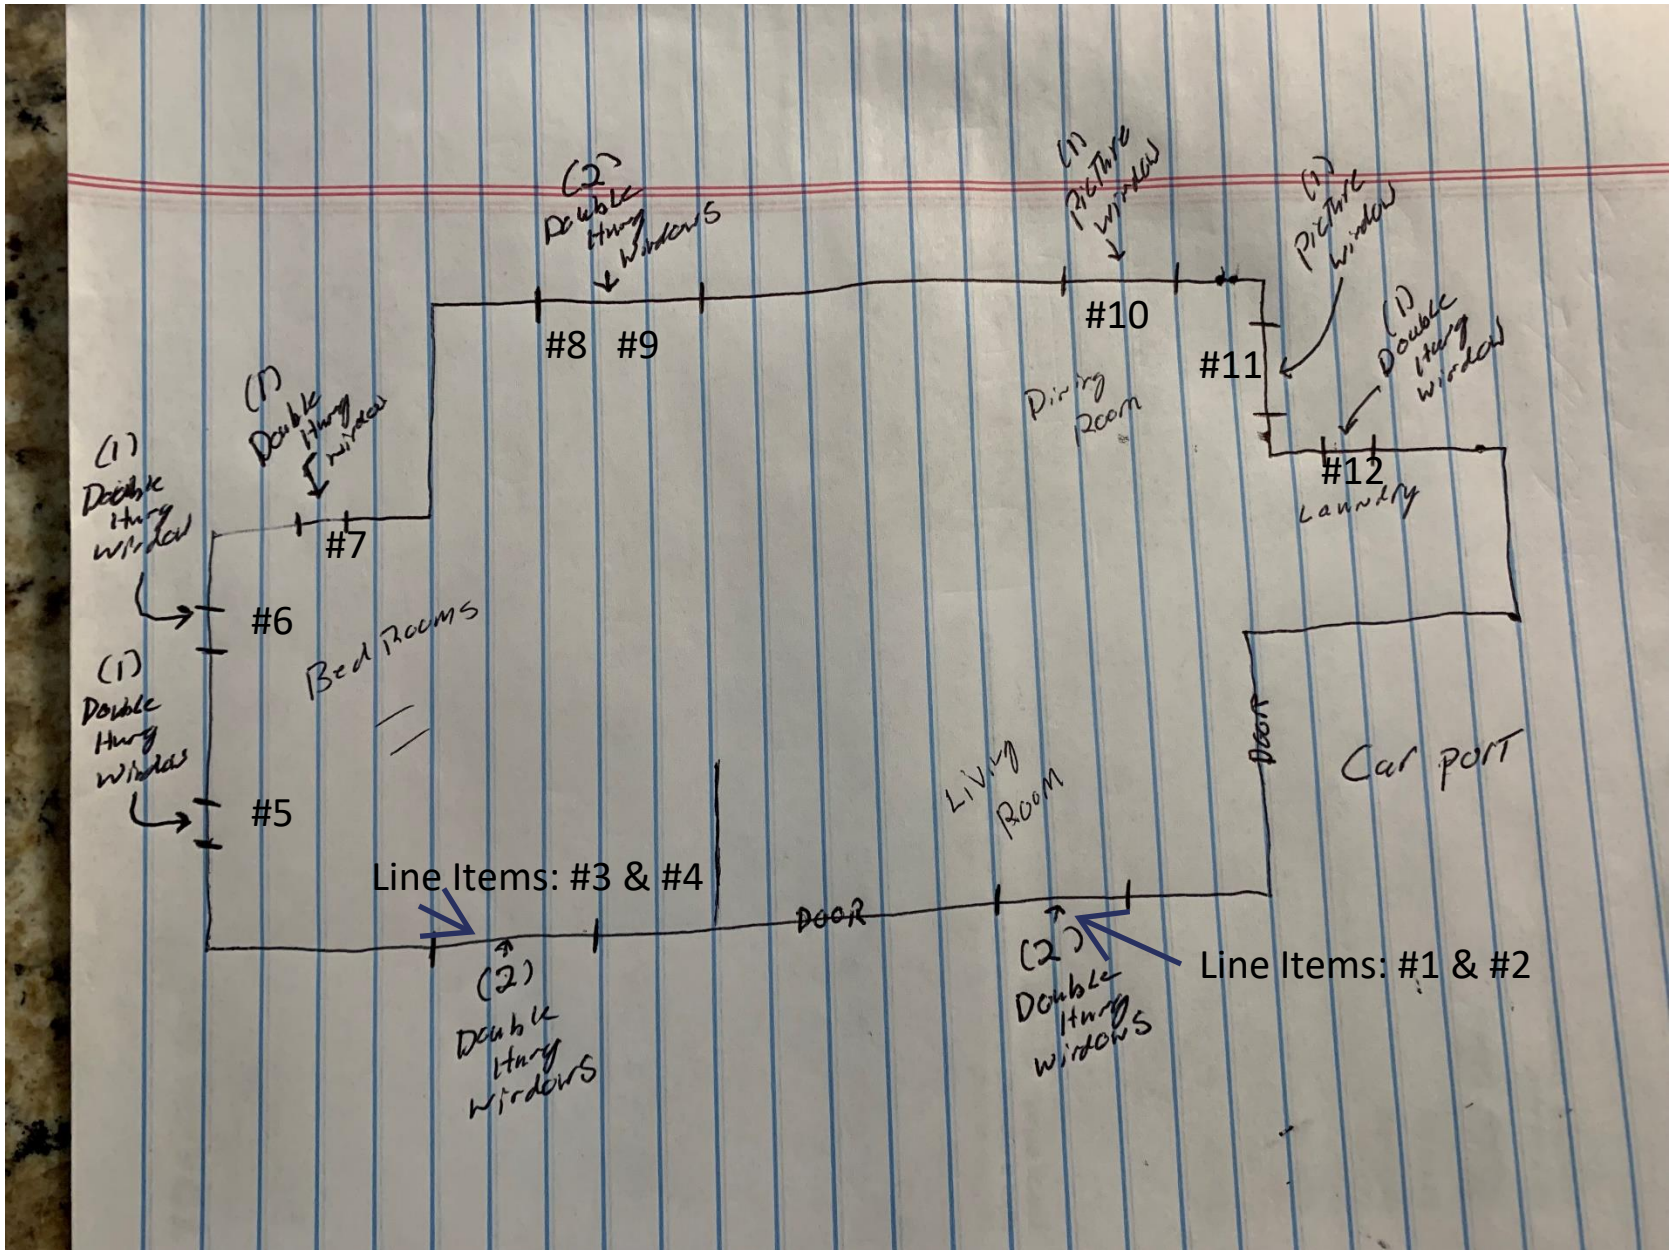 (1)
PicThre
window
(1)
PicThre
window
(2)
Double
Hung
Windows
(1)
Double
Hung
window
#10
#8 #9
#11
(1)
Double
Hung
window
Dining
Room
#12
Laundry
(1)
Double
Hung
window
#7
#6
Bed Rooms
(1)
Double
Hung
window
#5
DOOR
Car port
Living
Room
Line Items: #3 & #4
DOOR
(2)
Double
Hung
windows
(2)
Double
Hung
windows
Line Items: #1 & #2